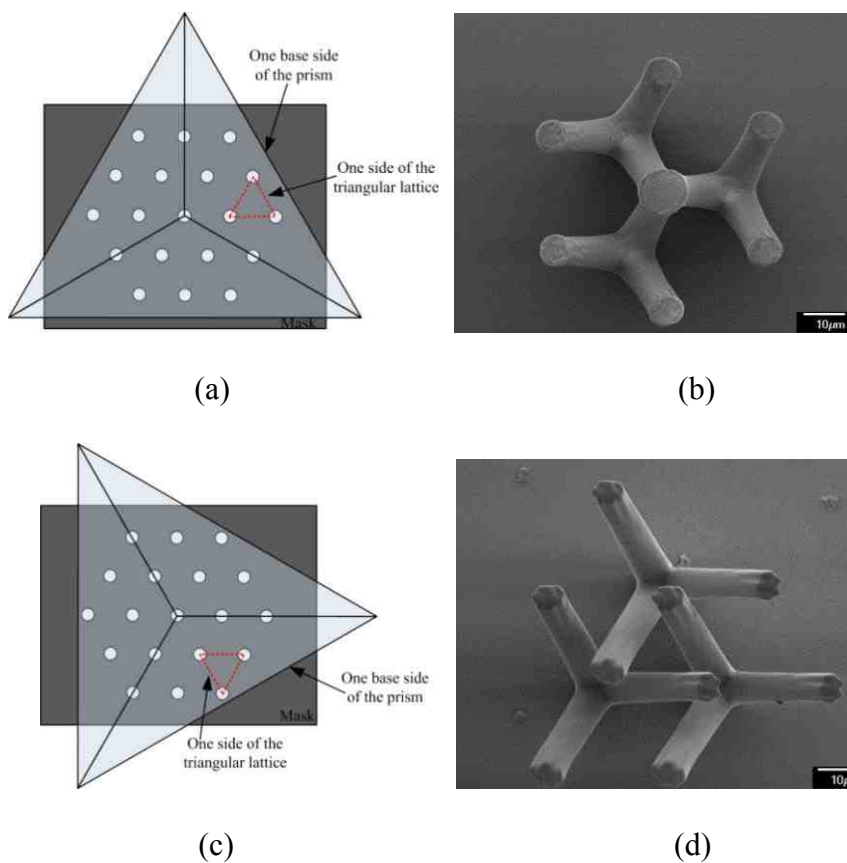 One base side
of the prism
One side of the
triangular lattice
Mask
10µm
(a)
(b)
One base side
of the prism
Mask
One side of the
triangular lattice
10µ
(c)
(d)